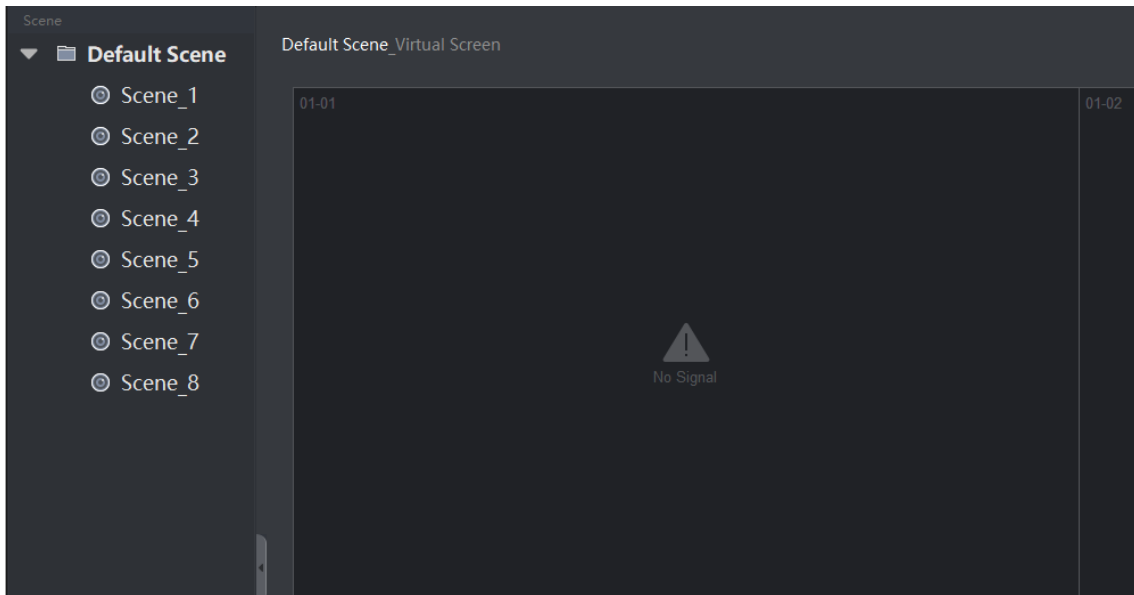 Scene
Default Scene
Scene_1
Scene_2
Scene_3
Scene_4
Scene_5
Scene_6
Scene_7
Scene_8
Default Scene_Virtual Screen
01-01
01-02
No Signal